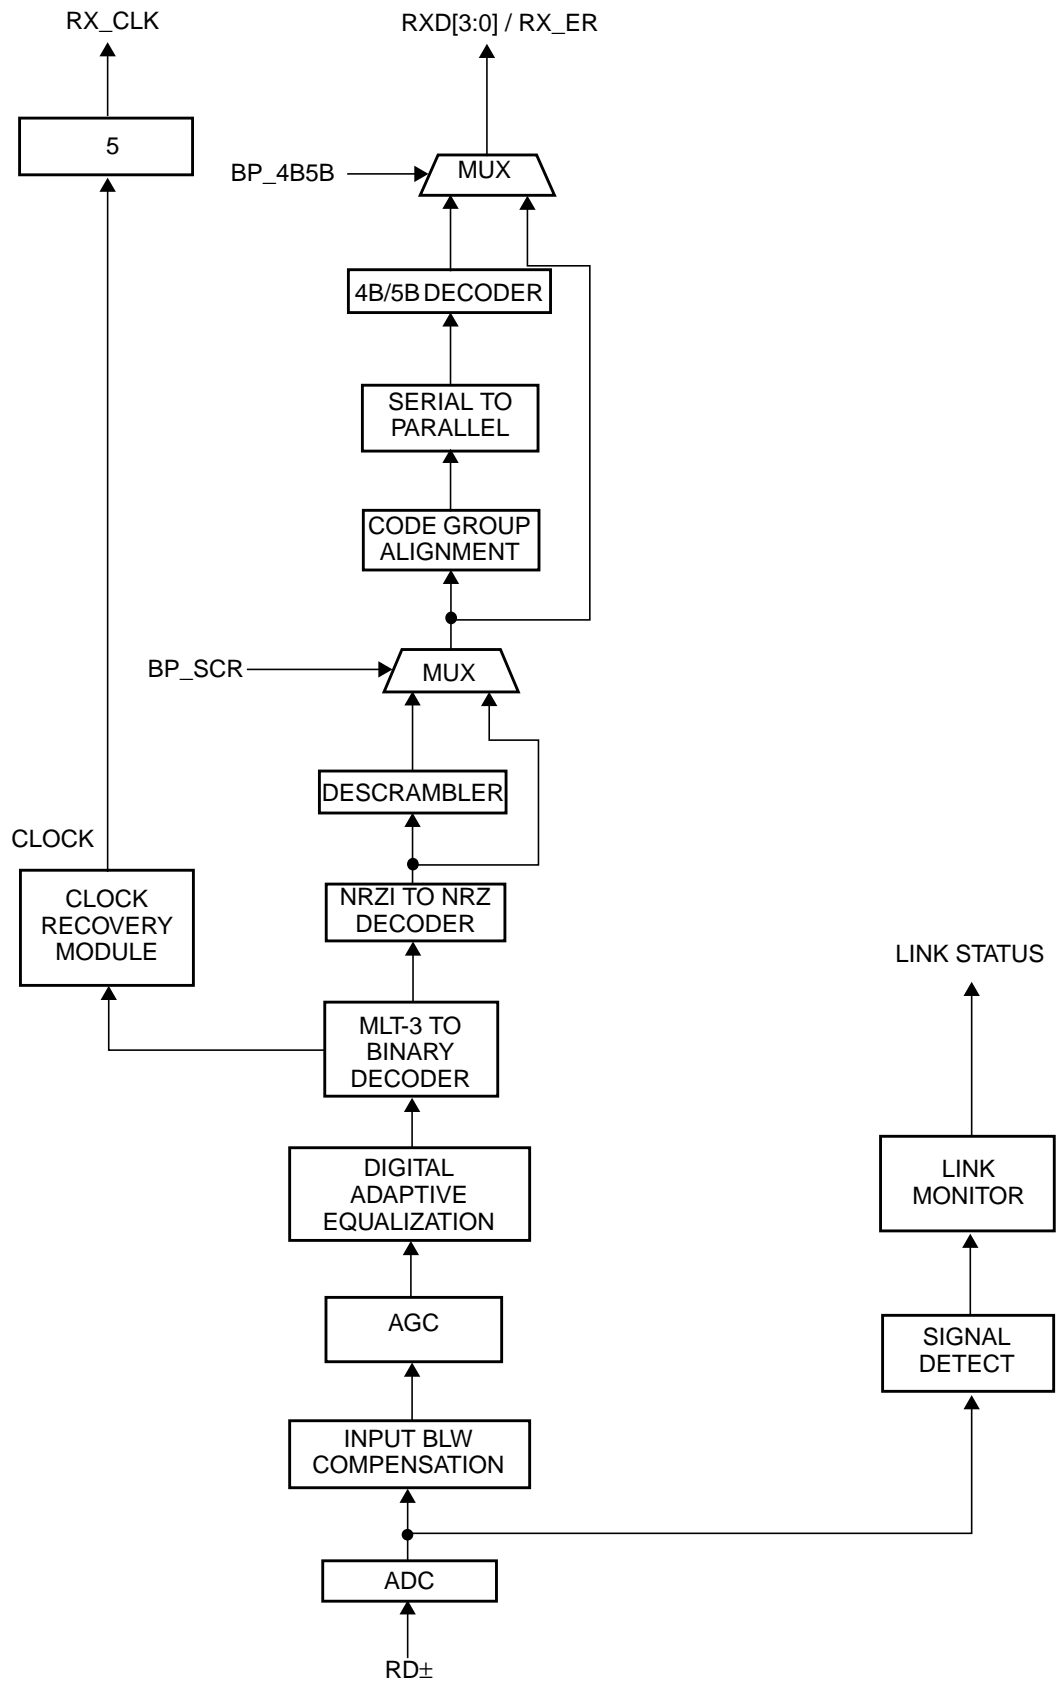 RX_CLK
RXD[3:0] / RX_ER
5
BP_4B5B
MUX
4B/5B DECODER
SERIAL TO
PARALLEL
CODE GROUP
ALIGNMENT
BP_SCR
MUX
DESCRAMBLER
CLOCK
CLOCK
RECOVERY
MODULE
NRZI TO NRZ
DECODER
LINK STATUS
MLT-3 TO
BINARY
DECODER
DIGITAL
ADAPTIVE
EQUALIZATION
LINK
MONITOR
AGC
SIGNAL
DETECT
INPUT BLW
COMPENSATION
ADC
RD±